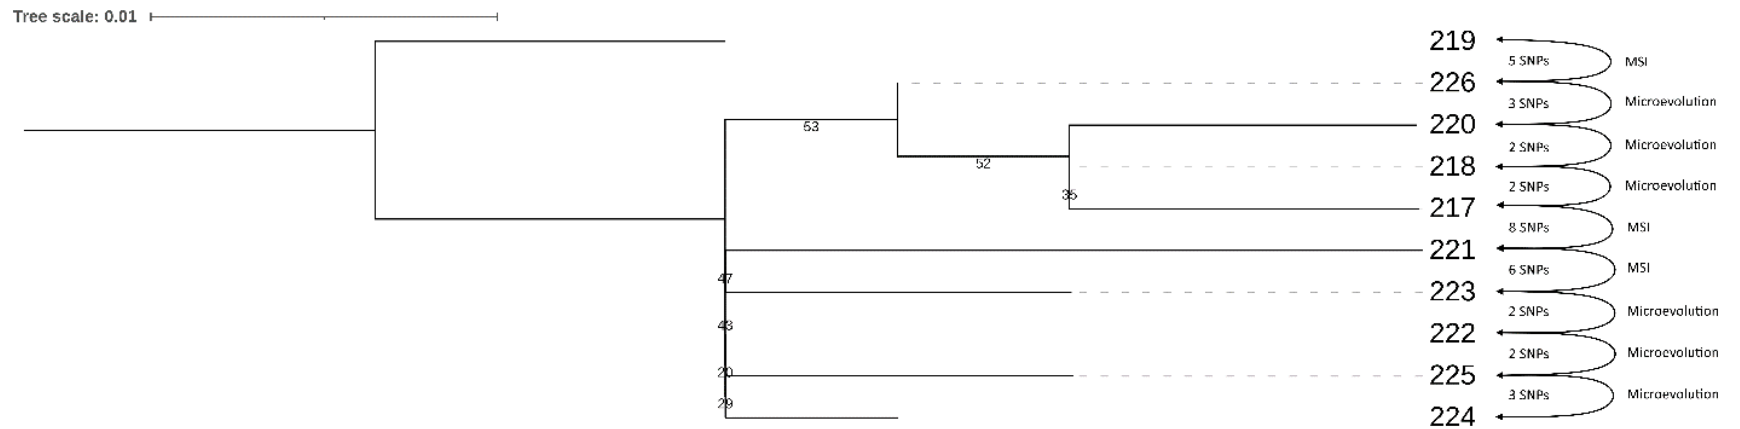 Tree scale: 0.01
219
5 SNPs MSI
226
3 SNPs Microevolution
53
220
2 SNPs Microevolution
52
218
2 SNPs Microevolution
35
217
8 SNPs MSI
221
6 SNPs MSI
47
223
2 SNPs Microevolution
43
222
2 SNPs Microevolution
20
225
3 SNPs Microevolution
29
224